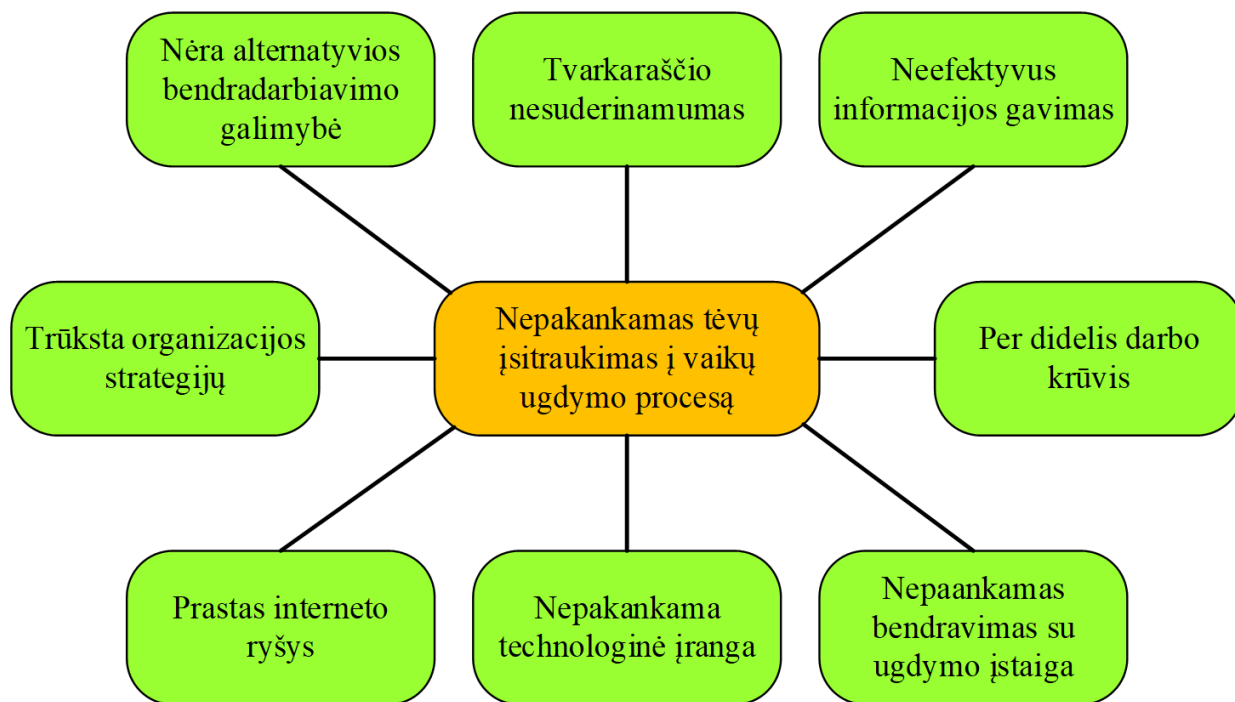 Nėra alternatyvios
bendradarbiavimo
galimybė
Tvarkaraščio
nesuderinamumas
Neefektyvus
informacijos gavimas
Trūksta organizacijos
strategijų
Nepakankamas tėvų
įsitraukimas į vaikų
ugdymo procesą
Per didelis darbo
krūvis
Prastas interneto
ryšys
Nepakankama
technologinė įranga
Nepaankamas
bendravimas su
ugdymo įstaiga